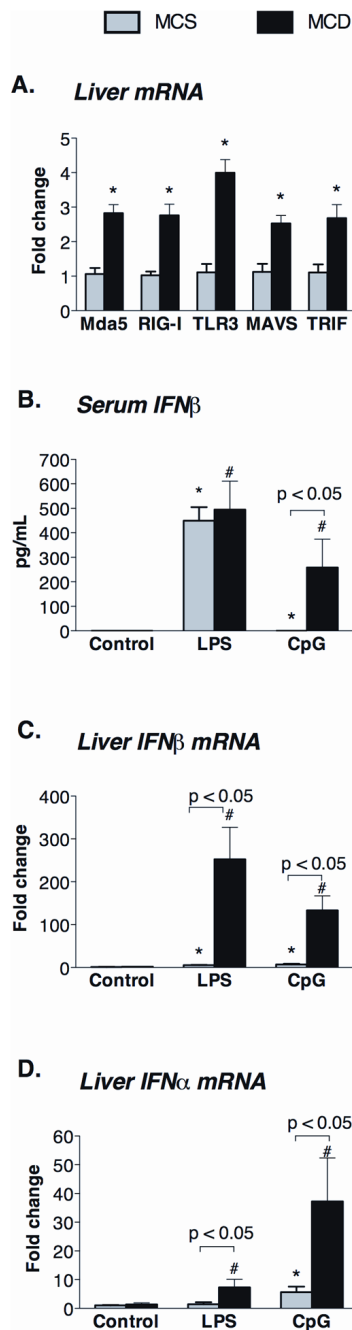 MCS MCD
A. Liver mRNA
Fold change
5
4
3
2
1
0
* * * * *
Mda5 RIG-I TLR3 MAVS TRIF
B. Serum IFNβ
pg/mL
700
600
500
400
300
200
100
0
p < 0.05
* # * #
Control LPS CpG
C. Liver IFNβ mRNA
Fold change
400
300
200
100
0
p < 0.05
p < 0.05
* # * #
Control LPS CpG
D. Liver IFNα mRNA
Fold change
60
50
40
30
20
10
0
p < 0.05
p < 0.05
# * #
Control LPS CpG